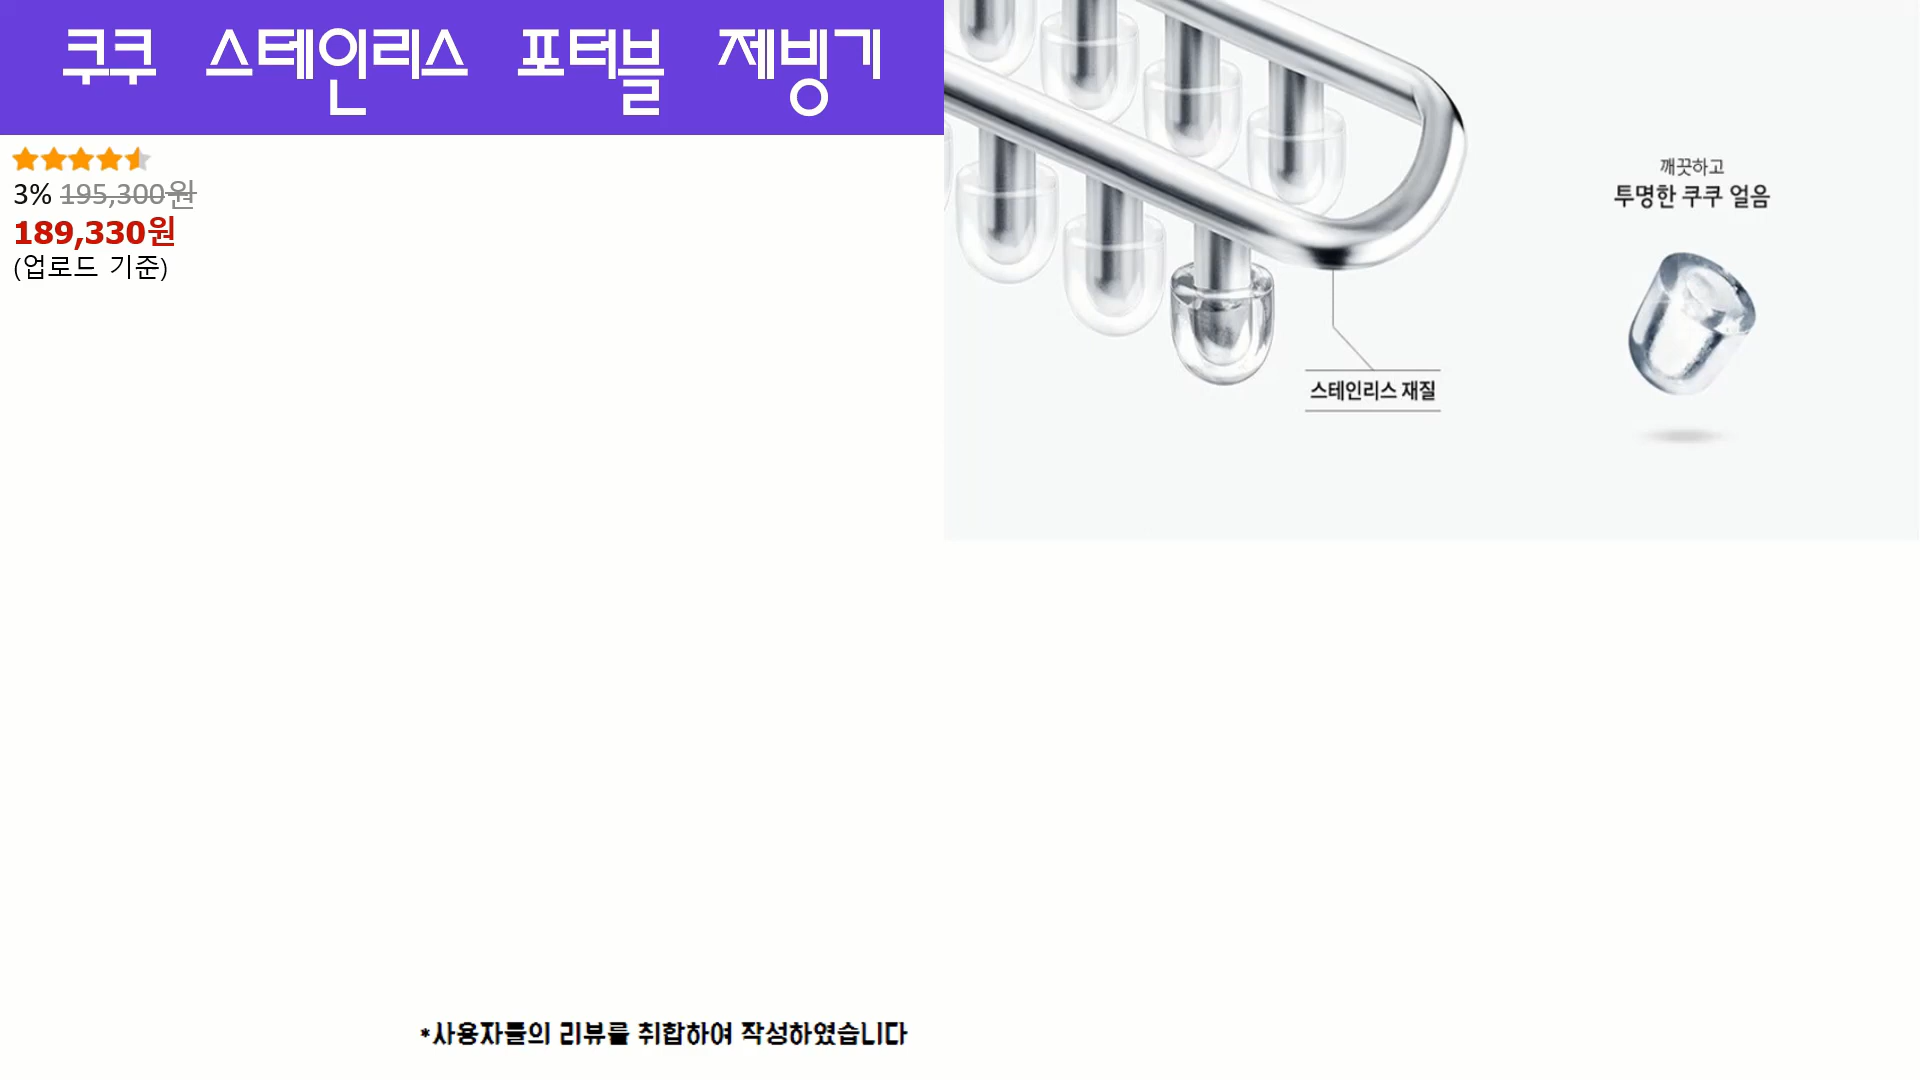 쿠쿠 스테인리스 포터블 제빙기
3% 195,300원
189,330원
(업로드 기준)
깨끗하고
투명한 쿠쿠 얼음
스테인리스 재질
*사용자들의 리뷰를 취합하여 작성하였습니다